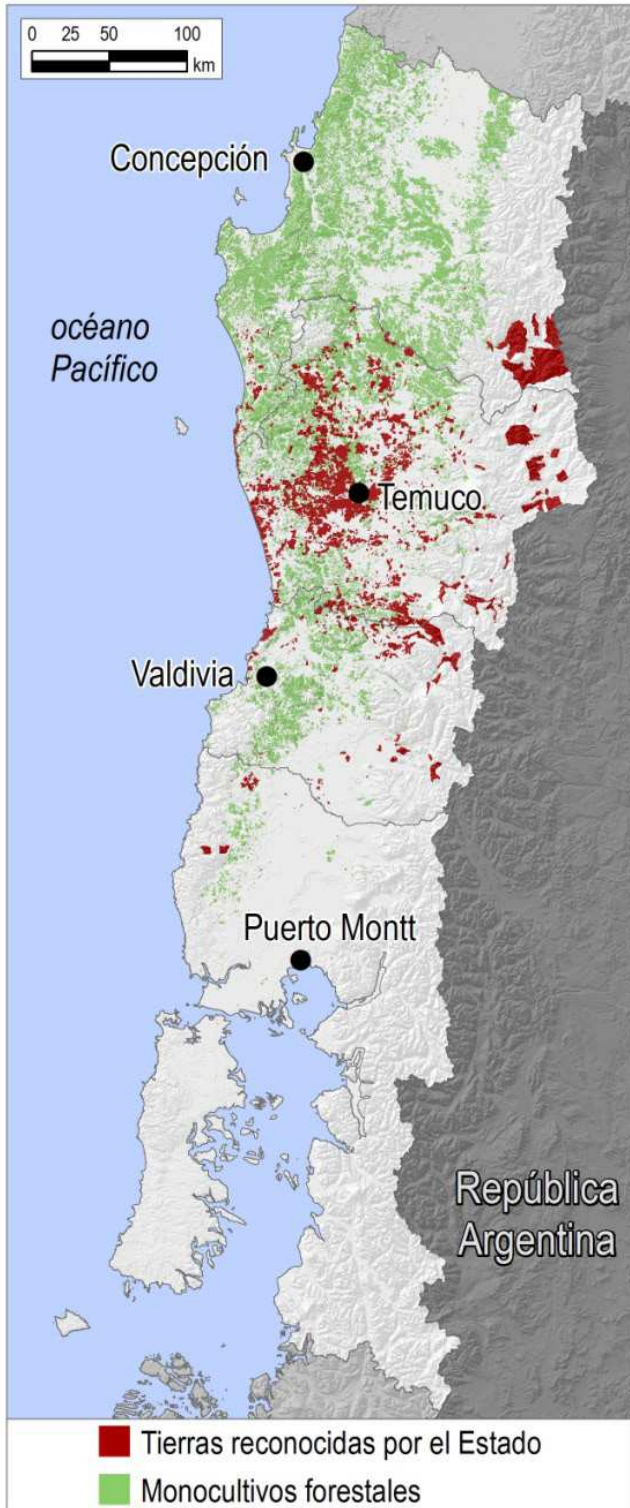 0 25 50 100
km
Concepción
océano
Pacífico
Temuco
Valdivia
Puerto Montt
República
Argentina
Tierras reconocidas por el Estado
Monocultivos forestales